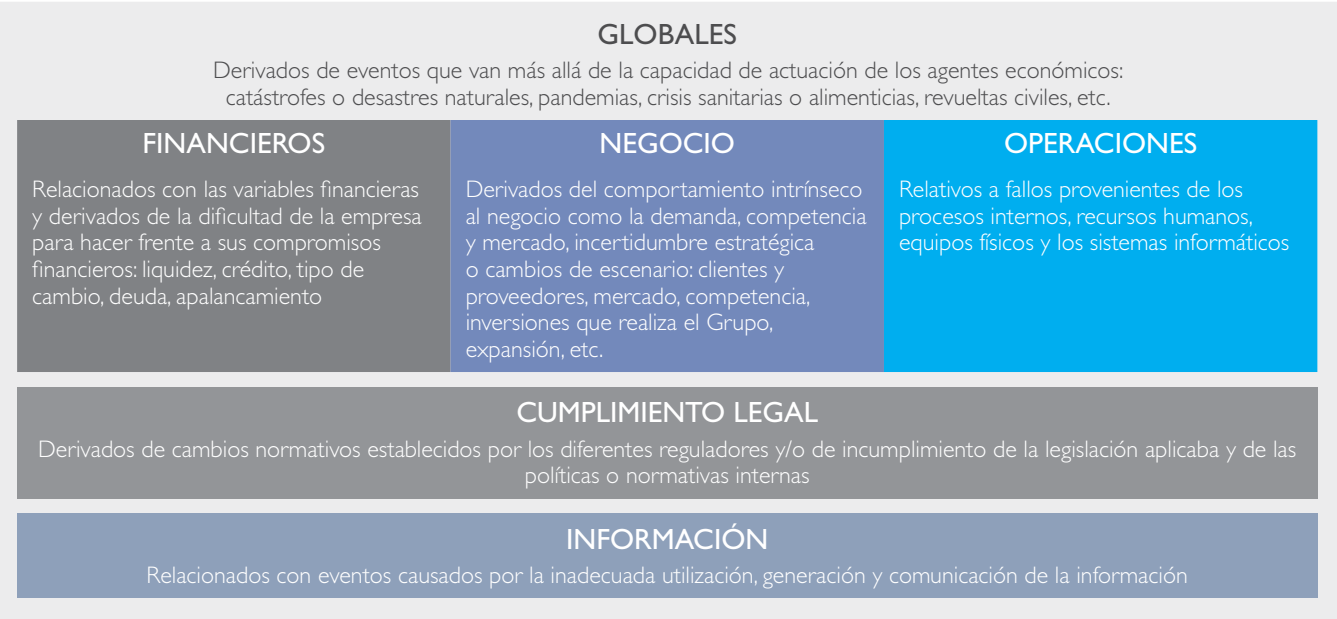 GLOBALES
Derivados de eventos que van más allá de la capacidad de actuación de los agentes económicos:
catástrofes o desastres naturales, pandemias, crisis sanitarias o alimenticias, revueltas civiles, etc.
FINANCIEROS
Relacionados con las variables financieras
y derivados de la dificultad de la empresa
para hacer frente a sus compromisos
financieros: liquidez, crédito, tipo de
cambio, deuda, apalancamiento
NEGOCIO
Derivados del comportamiento intrínseco
al negocio como la demanda, competencia
y mercado, incertidumbre estratégica
o cambios de escenario: clientes y
proveedores, mercado, competencia,
inversiones que realiza el Grupo,
expansión, etc.
OPERACIONES
Relativos a fallos provenientes de los
procesos internos, recursos humanos,
equipos físicos y los sistemas informáticos
CUMPLIMIENTO LEGAL
Derivados de cambios normativos establecidos por los diferentes reguladores y/o de incumplimiento de la legislación aplicaba y de las
políticas o normativas internas
INFORMACIÓN
Relacionados con eventos causados por la inadecuada utilización, generación y comunicación de la información